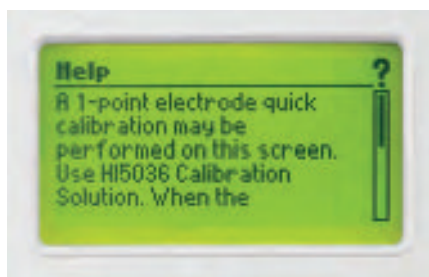 Help ?
A 1-point electrode quick
calibration may be
performed on this screen.
Use HI5036 Calibration
Solution. When the